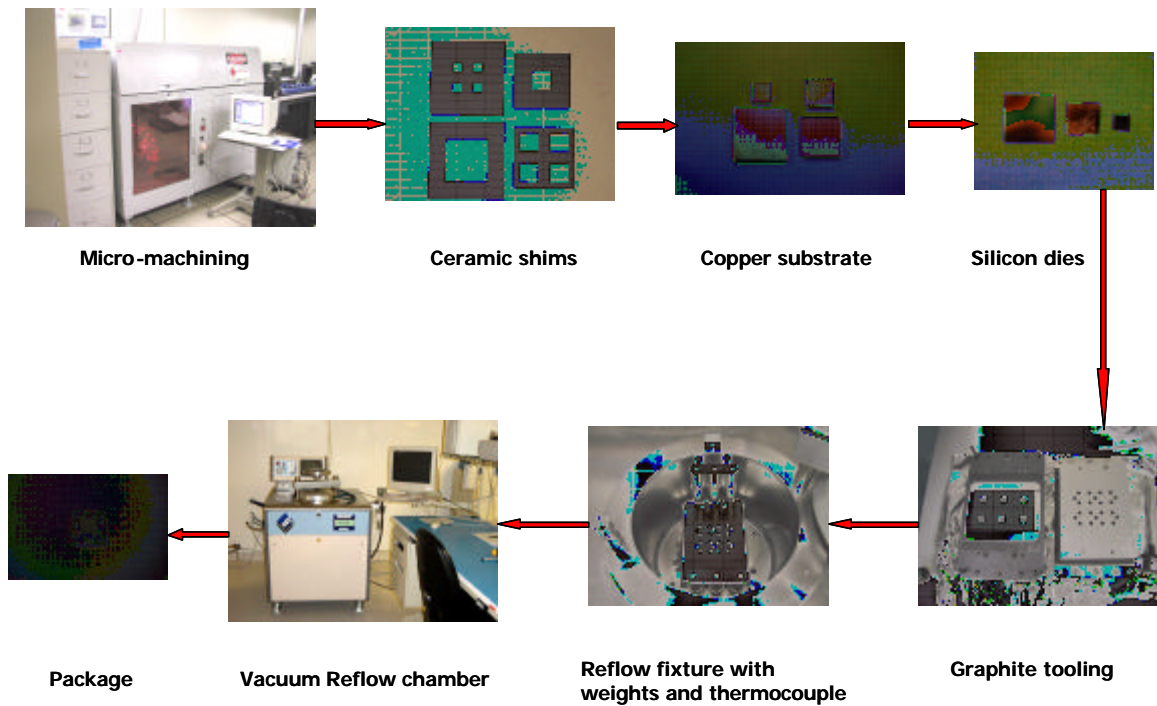 Micro-machining
Ceramic shims
Copper substrate
Silicon dies
Package
Vacuum Reflow chamber
Reflow fixture with
weights and thermocouple
Graphite tooling